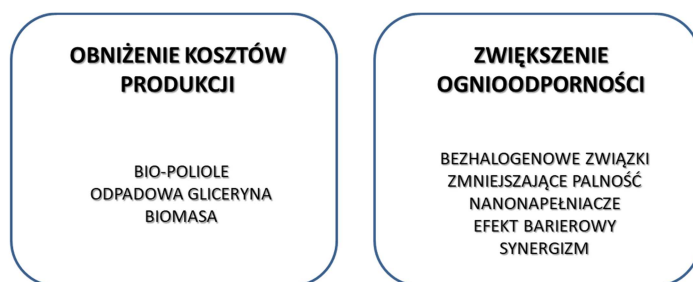 OBNIŻENIE KOSZTÓW
PRODUKCJI
BIO-POLIOLE
ODPADOWA GLICERYNA
BIOMASA
ZWIĘKSZENIE
OGNIOODPORNOŚCI
BEZHALOGENOWE ZWIĄZKI
ZMNIEJSZAJĄCE PALNOŚĆ
NANONAPEŁNIACZE
EFEKT BARIEROWY
SYNERGIZM